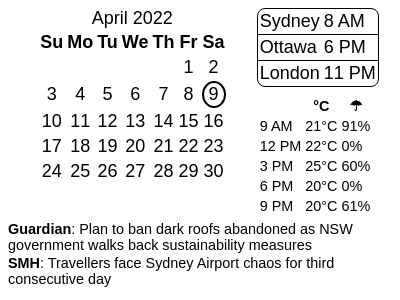 April 2022
Su Mo Tu We Th Fr Sa
1 2
3 4 5 6 7 8 9
10 11 12 13 14 15 16
17 18 19 20 21 22 23
24 25 26 27 28 29 30
Sydney 8 AM
Ottawa 6 PM
London 11 PM
°C ☂
9 AM 21°C 91%
12 PM 22°C 0%
3 PM 25°C 60%
6 PM 20°C 0%
9 PM 20°C 61%
Guardian: Plan to ban dark roofs abandoned as NSW
government walks back sustainability measures
SMH: Travellers face Sydney Airport chaos for third
consecutive day